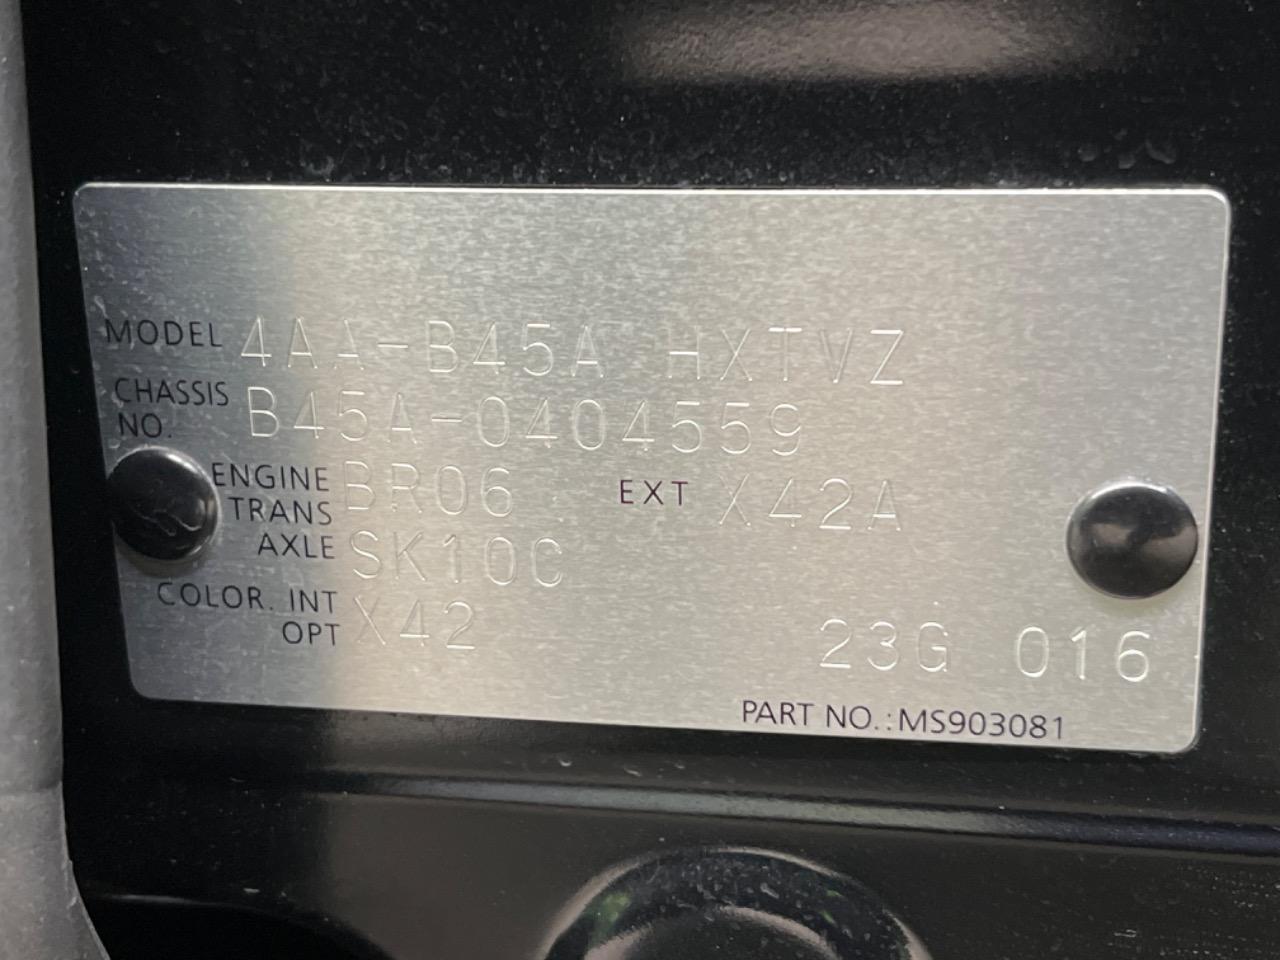 MODEL 4AA-B45A HXTVZ
CHASSIS
NO. B45A-0404559
ENGINE BR06 EXT X42A
TRANS
AXLE SK10C
COLOR. INT X42
OPT 23G 016
PART NO.:MS903081